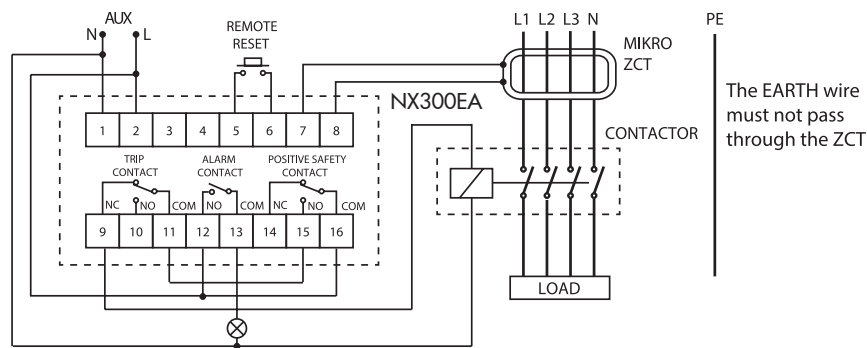 AUX
N L
REMOTE
RESET
L1 L2 L3 N
PE
MIKRO
ZCT
NX300EA
The EARTH wire
must not pass
through the ZCT
CONTACTOR
1 2 3 4 5 6 7 8
TRIP
CONTACT
ALARM
CONTACT
POSITIVE SAFETY
CONTACT
NC NO COM NO COM NC NO COM
9 10 11 12 13 14 15 16
LOAD